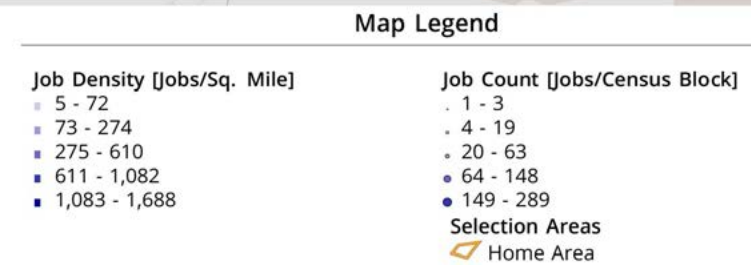 Map Legend
Job Density [Jobs/Sq. Mile]
5 - 72
73 - 274
275 - 610
611 - 1,082
1,083 - 1,688
Job Count [Jobs/Census Block]
1 - 3
4 - 19
20 - 63
64 - 148
149 - 289
Selection Areas
Home Area